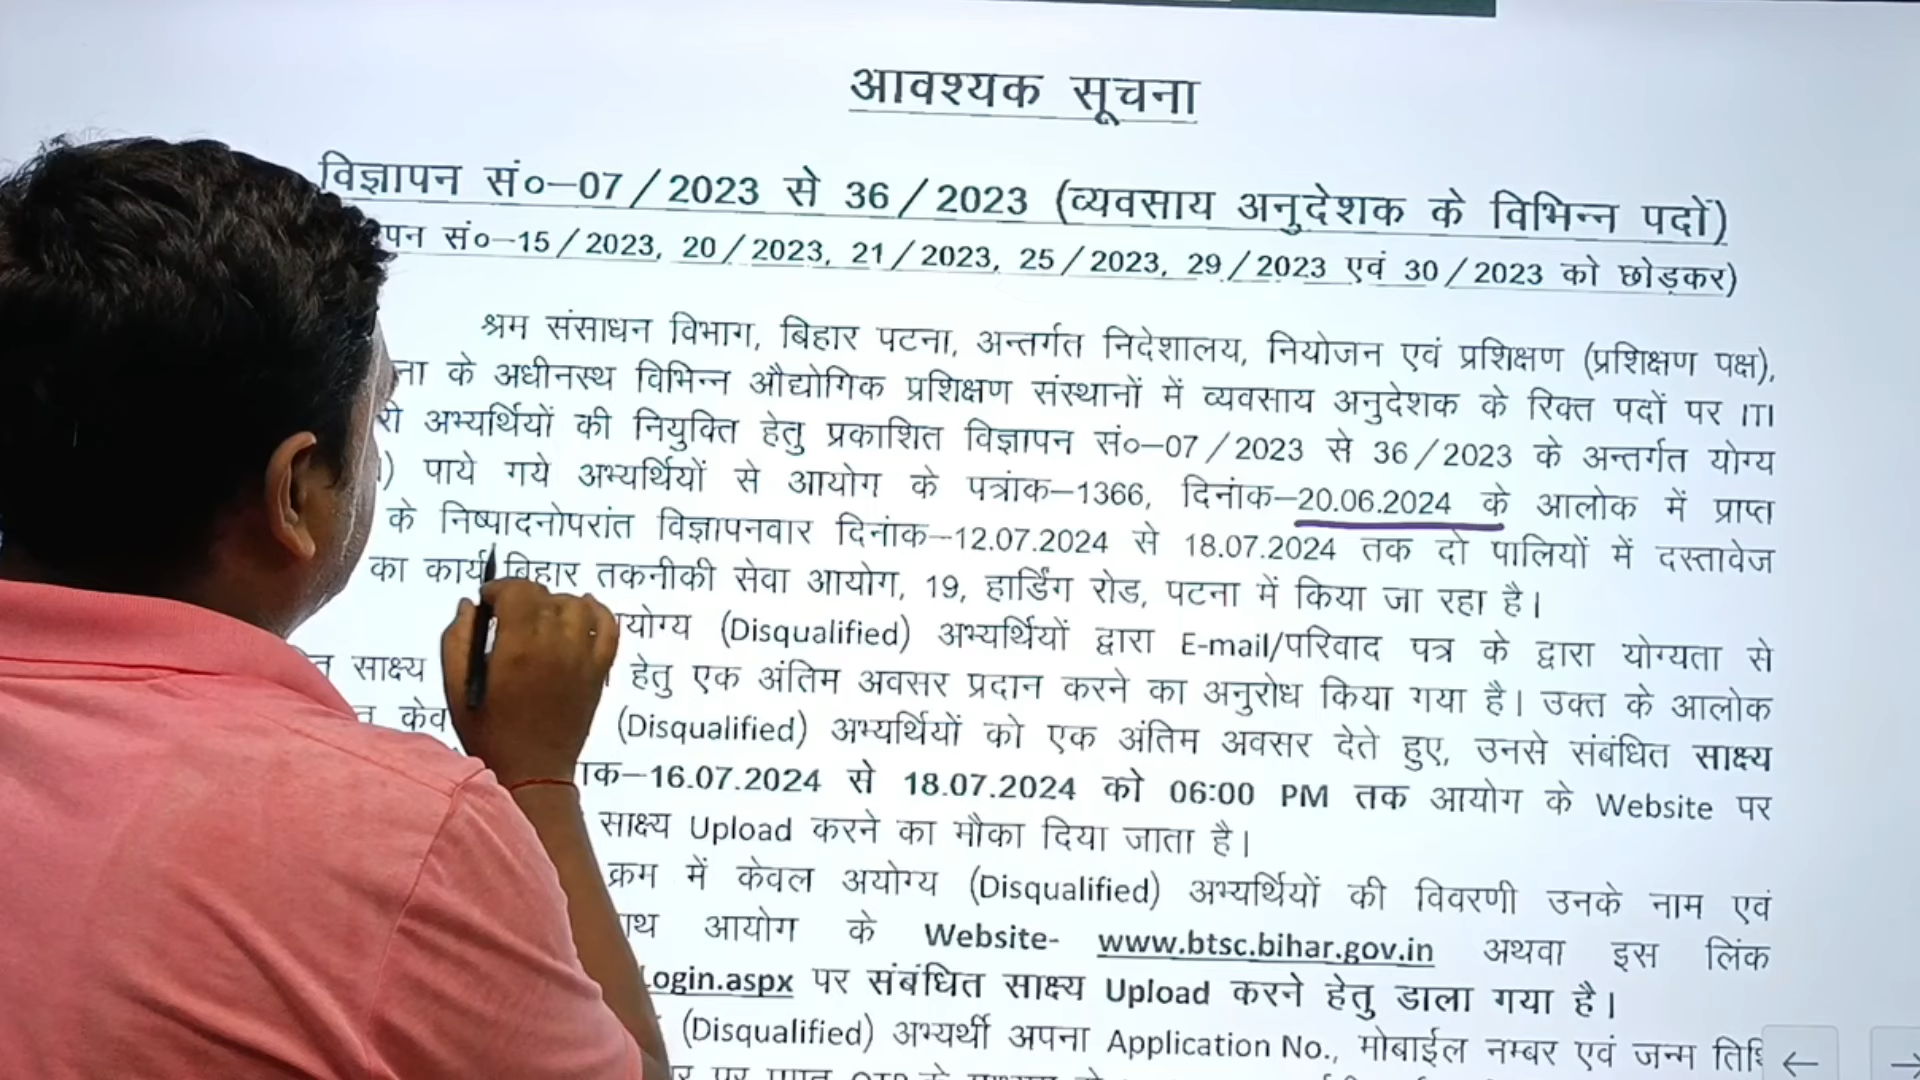 आवश्यक सूचना
विज्ञापन सं०–07/2023 से 36/2023 (व्यवसाय अनुदेशक के विभिन्न पदों)
सं०–15/2023, 20/2023, 21/2023, 25/2023, 29/2023 एवं 30/2023 को छोड़कर)
श्रम संसाधन विभाग, बिहार पटना, अन्तर्गत निदेशालय, नियोजन एवं प्रशिक्षण (प्रशिक्षण पक्ष),
के अधीनस्थ विभिन्न औद्योगिक प्रशिक्षण संस्थानों में व्यवसाय अनुदेशक के रिक्त पदों पर ITI
अभ्यर्थियों की नियुक्ति हेतु प्रकाशित विज्ञापन सं०–07/2023 से 36/2023 के अन्तर्गत योग्य
पाये गये अभ्यर्थियों से आयोग के पत्रांक–1366, दिनांक–20.06.2024 के आलोक में प्राप्त
के निष्पादनोपरांत विज्ञापनवार दिनांक–12.07.2024 से 18.07.2024 तक दो पालियों में दस्तावेज
का कार्य बिहार तकनीकी सेवा आयोग, 19, हार्डिंग रोड, पटना में किया जा रहा है।
(Disqualified) अभ्यर्थियों द्वारा E-mail/परिवाद पत्र के द्वारा योग्यता से
साक्ष्य हेतु एक अंतिम अवसर प्रदान करने का अनुरोध किया गया है। उक्त के आलोक
(Disqualified) अभ्यर्थियों को एक अंतिम अवसर देते हुए, उनसे संबंधित साक्ष्य
–16.07.2024 से 18.07.2024 को 06:00 PM तक आयोग के Website पर
साक्ष्य Upload करने का मौका दिया जाता है।
क्रम में केवल अयोग्य (Disqualified) अभ्यर्थियों की विवरणी उनके नाम एवं
आयोग के Website- www.btsc.bihar.gov.in अथवा इस लिंक
Login.aspx पर संबंधित साक्ष्य Upload करने हेतु डाला गया है।
(Disqualified) अभ्यर्थी अपना Application No., मोबाईल नम्बर एवं जन्म